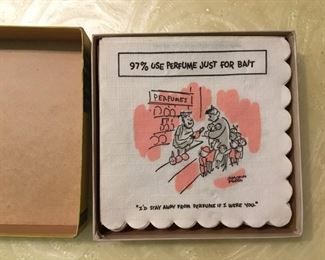 97% USE PERFUME JUST FOR BAIT
PERFUMES
"I'D STAY AWAY FROM PERFUME IF I WERE YOU."